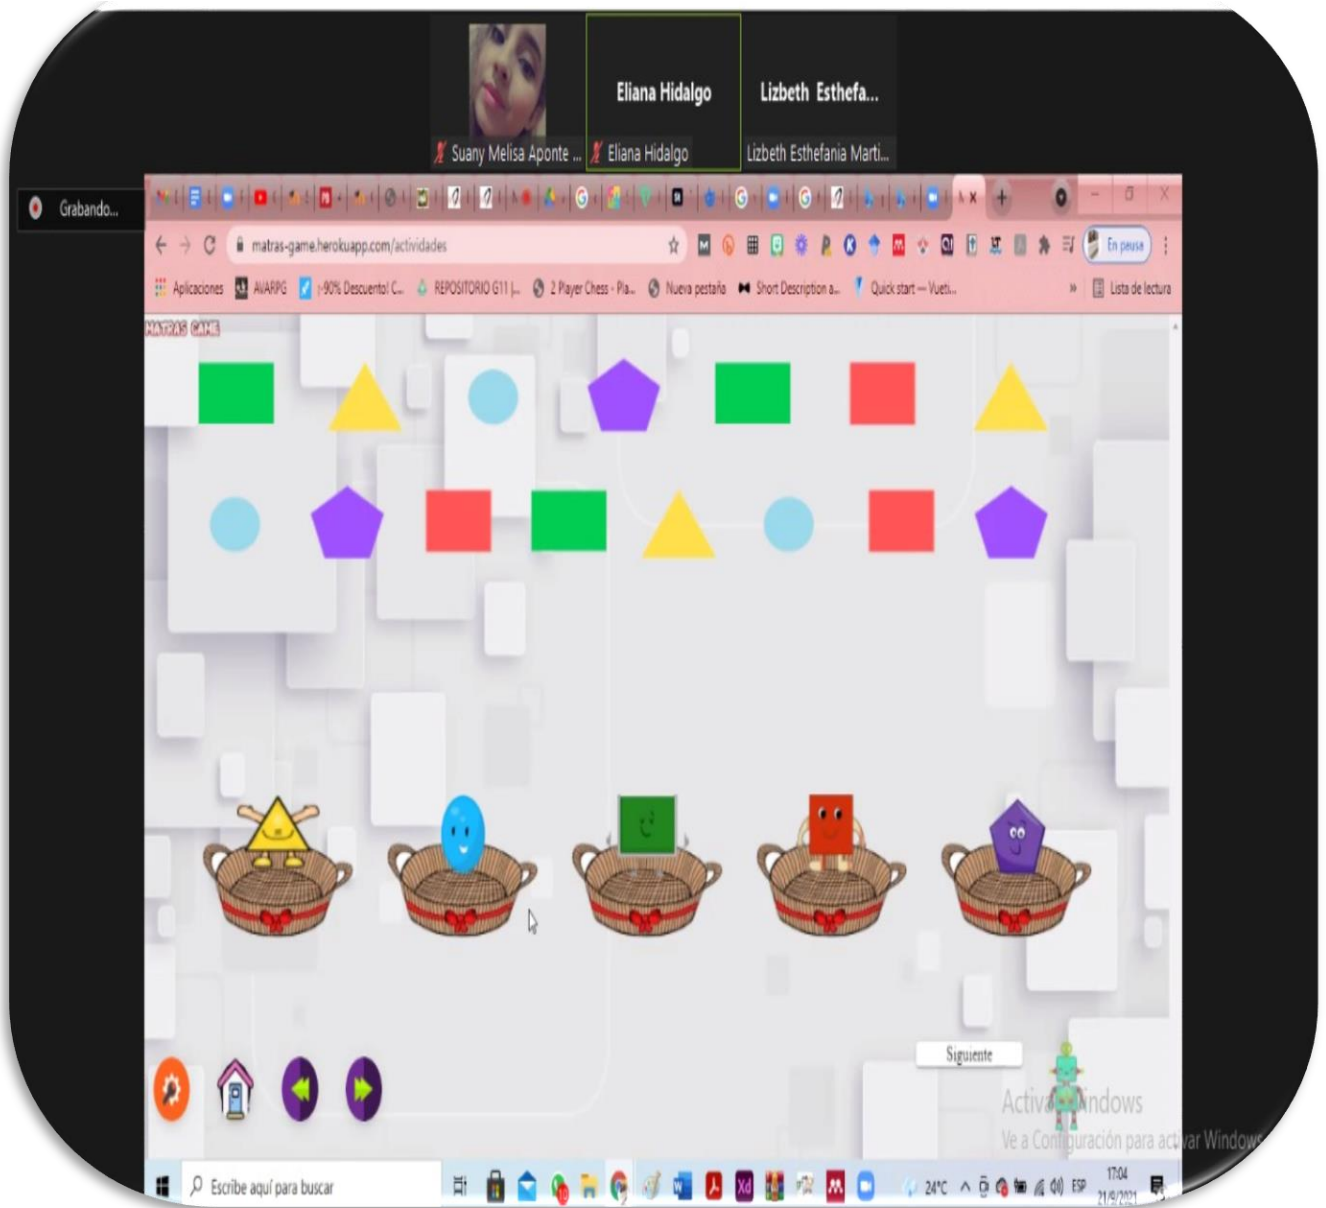 Eliana Hidalgo
Lizbeth Esthefa...
Suany Melisa Aponte ...
Eliana Hidalgo
Lizbeth Esthefania Marti...
Grabando...
matras-game.herokuapp.com/actividades
En pausa
Aplicaciones
AVARPG
¡-90% Descuento! C...
REPOSITORIO G11 |...
2 Player Chess - Pla...
Nueva pestaña
Short Description a...
Quick start — Vueti...
»
Lista de lectura
MATRAS GAME
Siguiente
Activar Windows
Ve a Configuración para activar Windows
Escribe aquí para buscar
24°C
ESP
17:04
21/9/2021